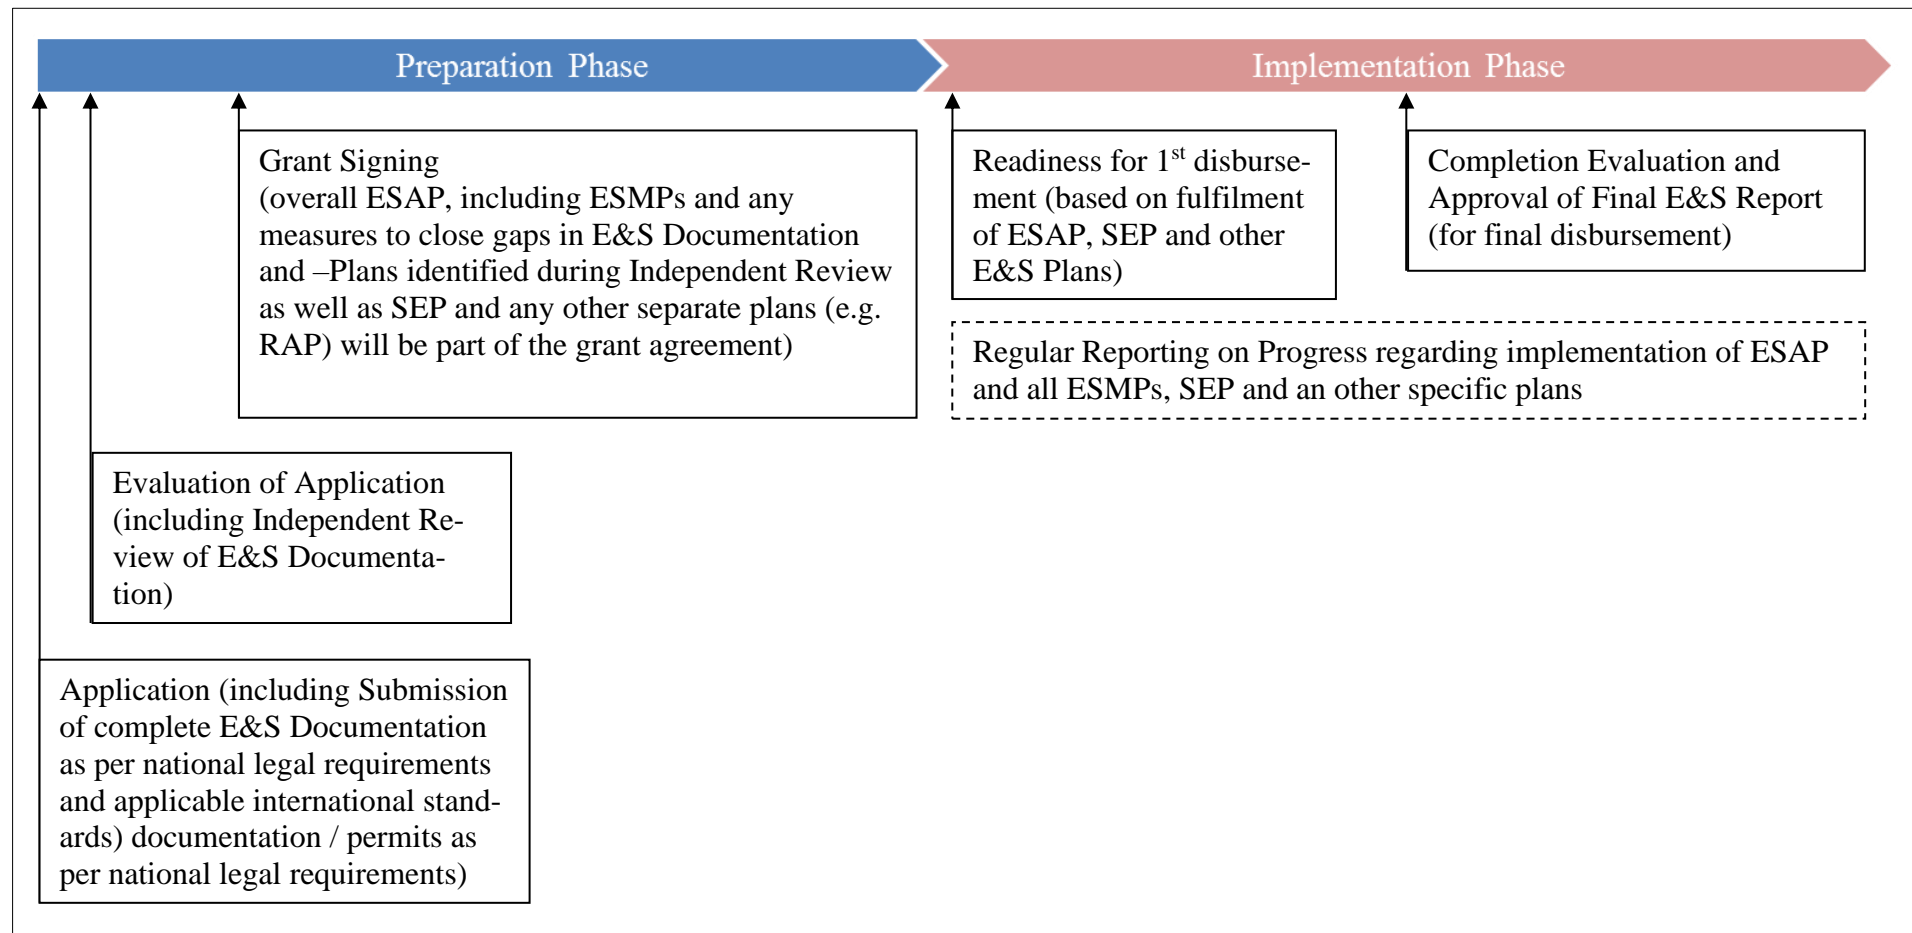 Preparation Phase
Implementation Phase
Grant Signing
(overall ESAP, including ESMPs and any
measures to close gaps in E&S Documentation
and –Plans identified during Independent Review
as well as SEP and any other separate plans (e.g.
RAP) will be part of the grant agreement)
Readiness for 1st disburse-
ment (based on fulfilment
of ESAP, SEP and other
E&S Plans)
Completion Evaluation and
Approval of Final E&S Report
(for final disbursement)
Regular Reporting on Progress regarding implementation of ESAP
and all ESMPs, SEP and an other specific plans
Evaluation of Application
(including Independent Re-
view of E&S Documenta-
tion)
Application (including Submission
of complete E&S Documentation
as per national legal requirements
and applicable international stand-
ards) documentation / permits as
per national legal requirements)